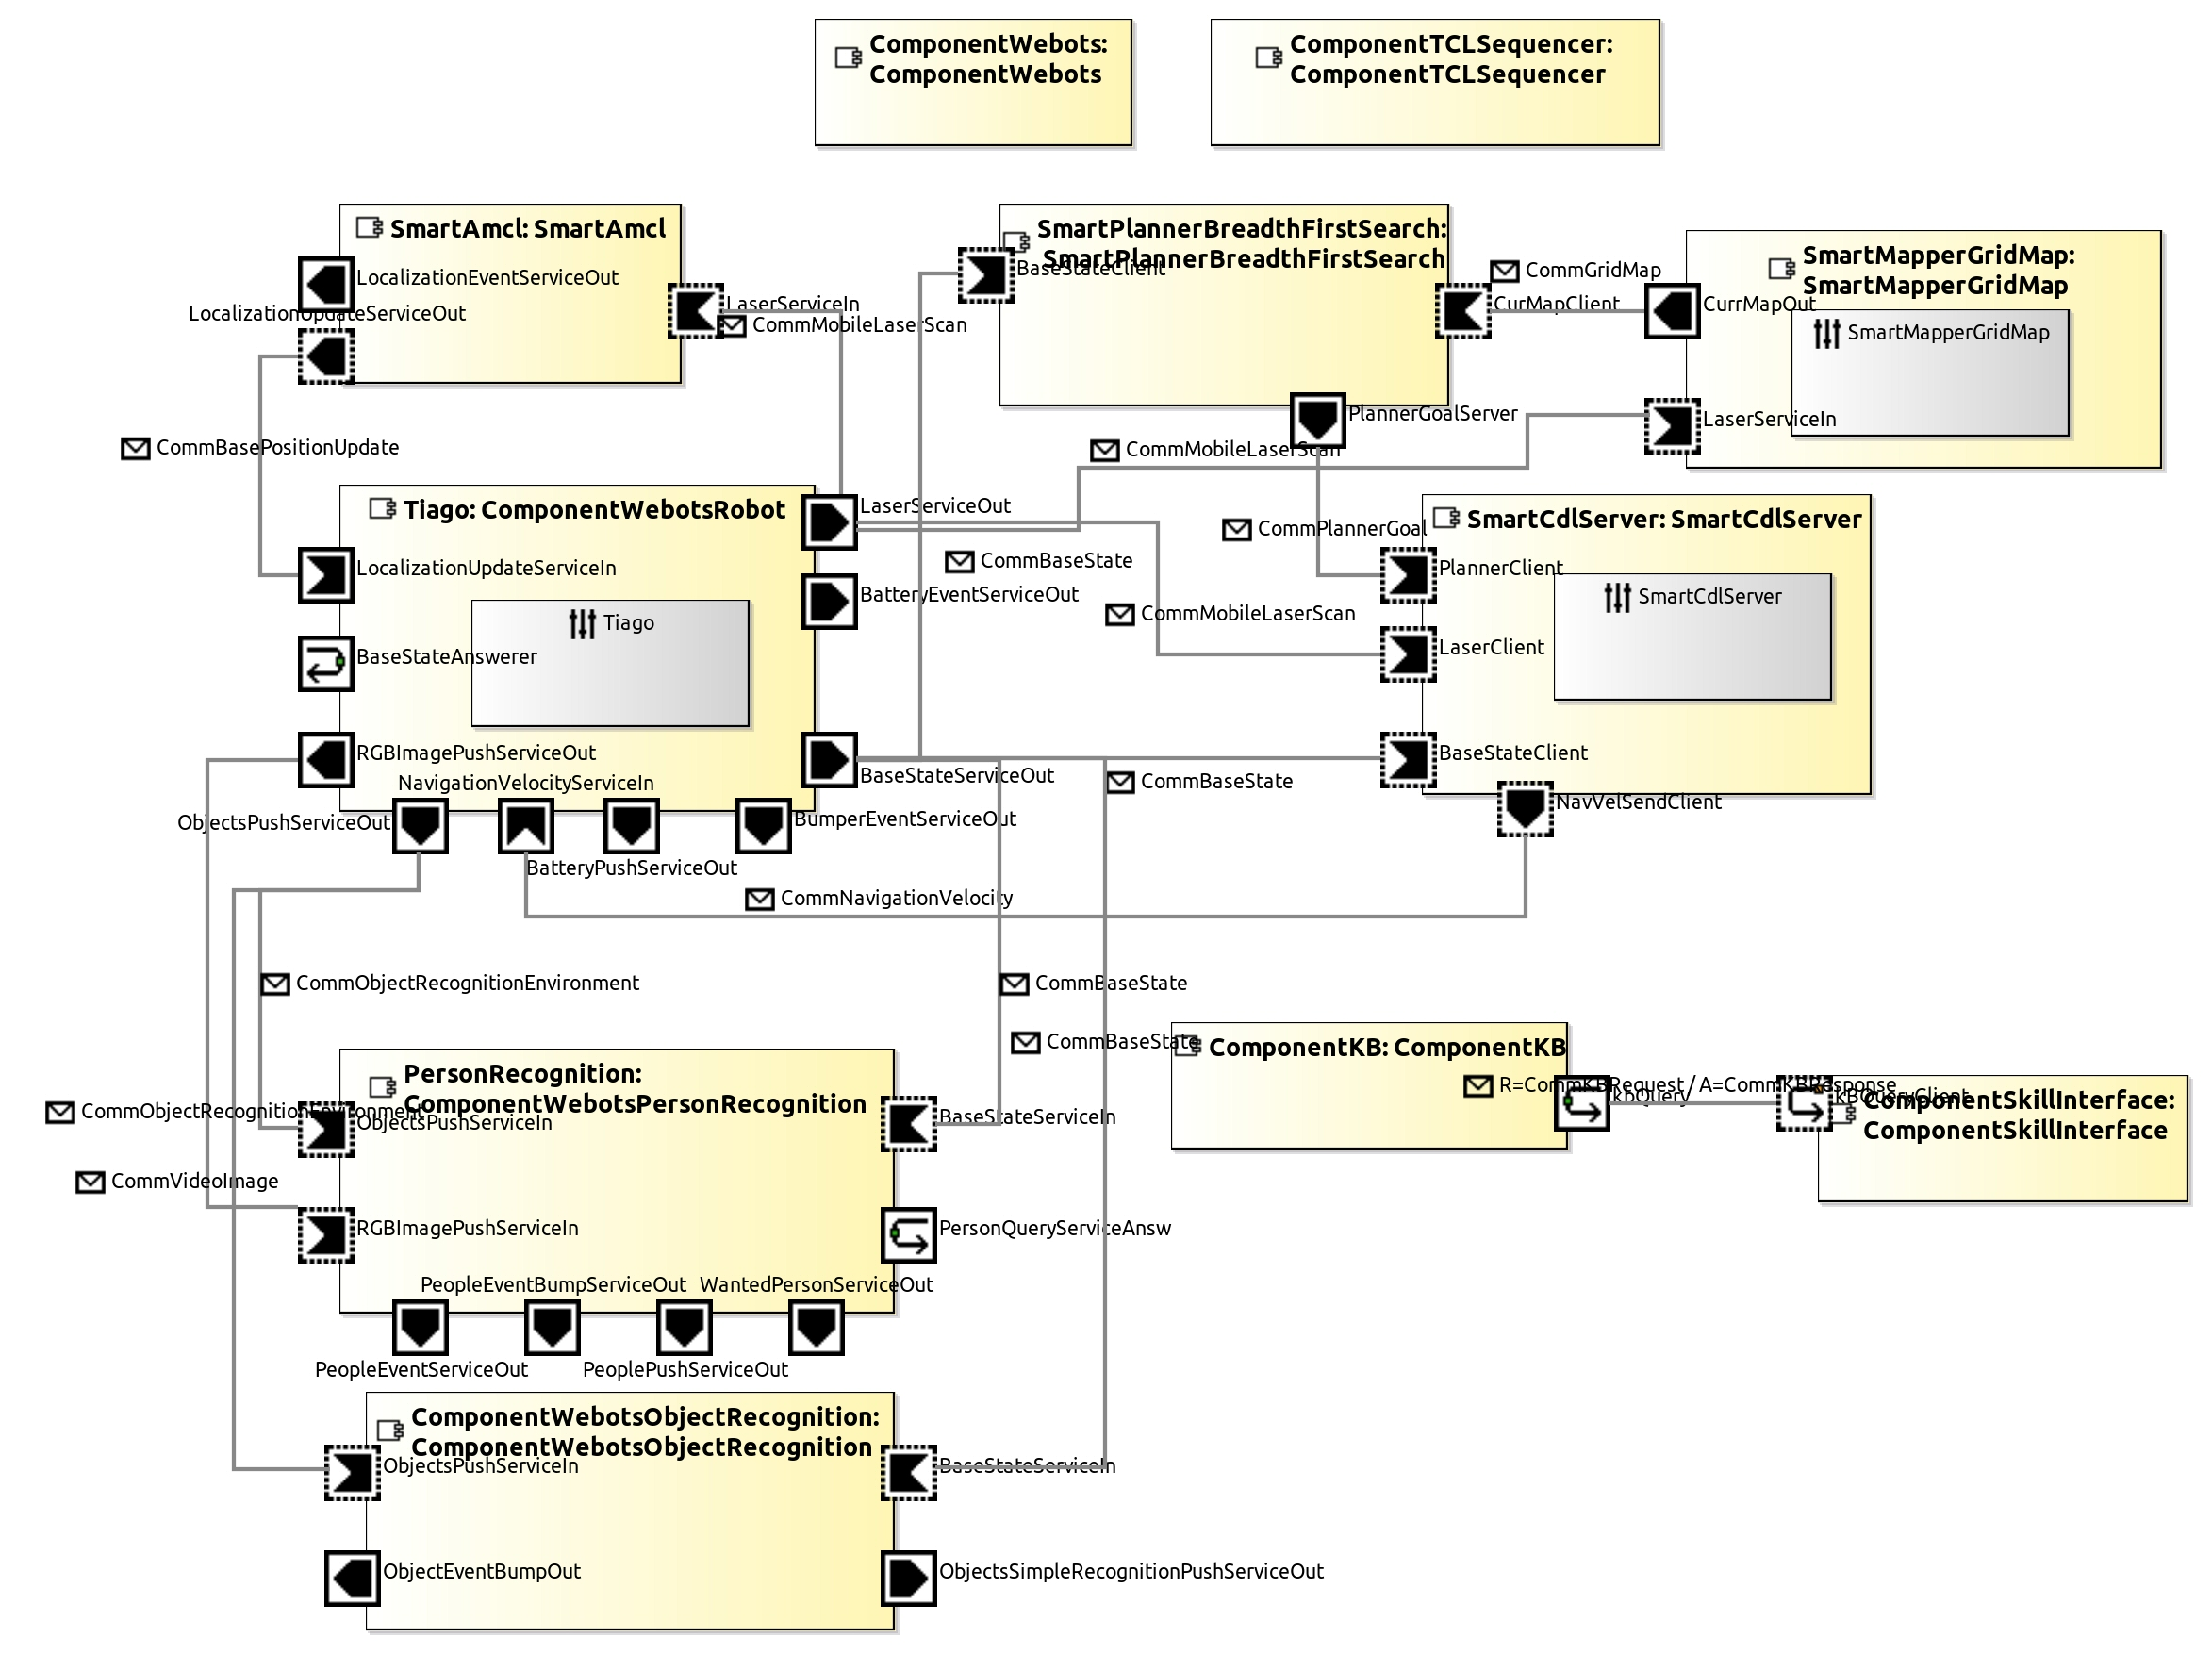 ComponentWebots:
ComponentWebots
ComponentTCLSequencer:
ComponentTCLSequencer
SmartAmcl: SmartAmcl
LocalizationEventServiceOut
LocalizationUpdateServiceOut
LaserServiceIn
CommMobileLaserScan
SmartPlannerBreadthFirstSearch:
SmartPlannerBreadthFirstSearch
BaseStateClient
CommGridMap
CurMapClient
CurrMapOut
SmartMapperGridMap:
SmartMapperGridMap
SmartMapperGridMap
LaserServiceIn
PlannerGoalServer
CommMobileLaserScan
CommBasePositionUpdate
Tiago: ComponentWebotsRobot
LaserServiceOut
CommPlannerGoal
SmartCdlServer: SmartCdlServer
CommBaseState
LocalizationUpdateServiceIn
PlannerClient
BatteryEventServiceOut
CommMobileLaserScan
SmartCdlServer
Tiago
BaseStateAnswerer
LaserClient
RGBImagePushServiceOut
BaseStateClient
NavigationVelocityServiceIn
BaseStateServiceOut
CommBaseState
NavVelSendClient
ObjectsPushServiceOut
BumperEventServiceOut
BatteryPushServiceOut
CommNavigationVelocity
CommObjectRecognitionEnvironment
CommBaseState
CommBaseState
ComponentKB: ComponentKB
PersonRecognition:
ComponentWebotsPersonRecognition
R=CommKBRequest / A=CommKBResponse
kbQuery
kBQueryClient
ComponentSkillInterface:
ComponentSkillInterface
CommObjectRecognitionEnvironment
ObjectsPushServiceIn
BaseStateServiceIn
CommVideoImage
RGBImagePushServiceIn
PersonQueryServiceAnsw
PeopleEventBumpServiceOut
WantedPersonServiceOut
PeopleEventServiceOut
PeoplePushServiceOut
ComponentWebotsObjectRecognition:
ComponentWebotsObjectRecognition
ObjectsPushServiceIn
BaseStateServiceIn
ObjectEventBumpOut
ObjectsSimpleRecognitionPushServiceOut